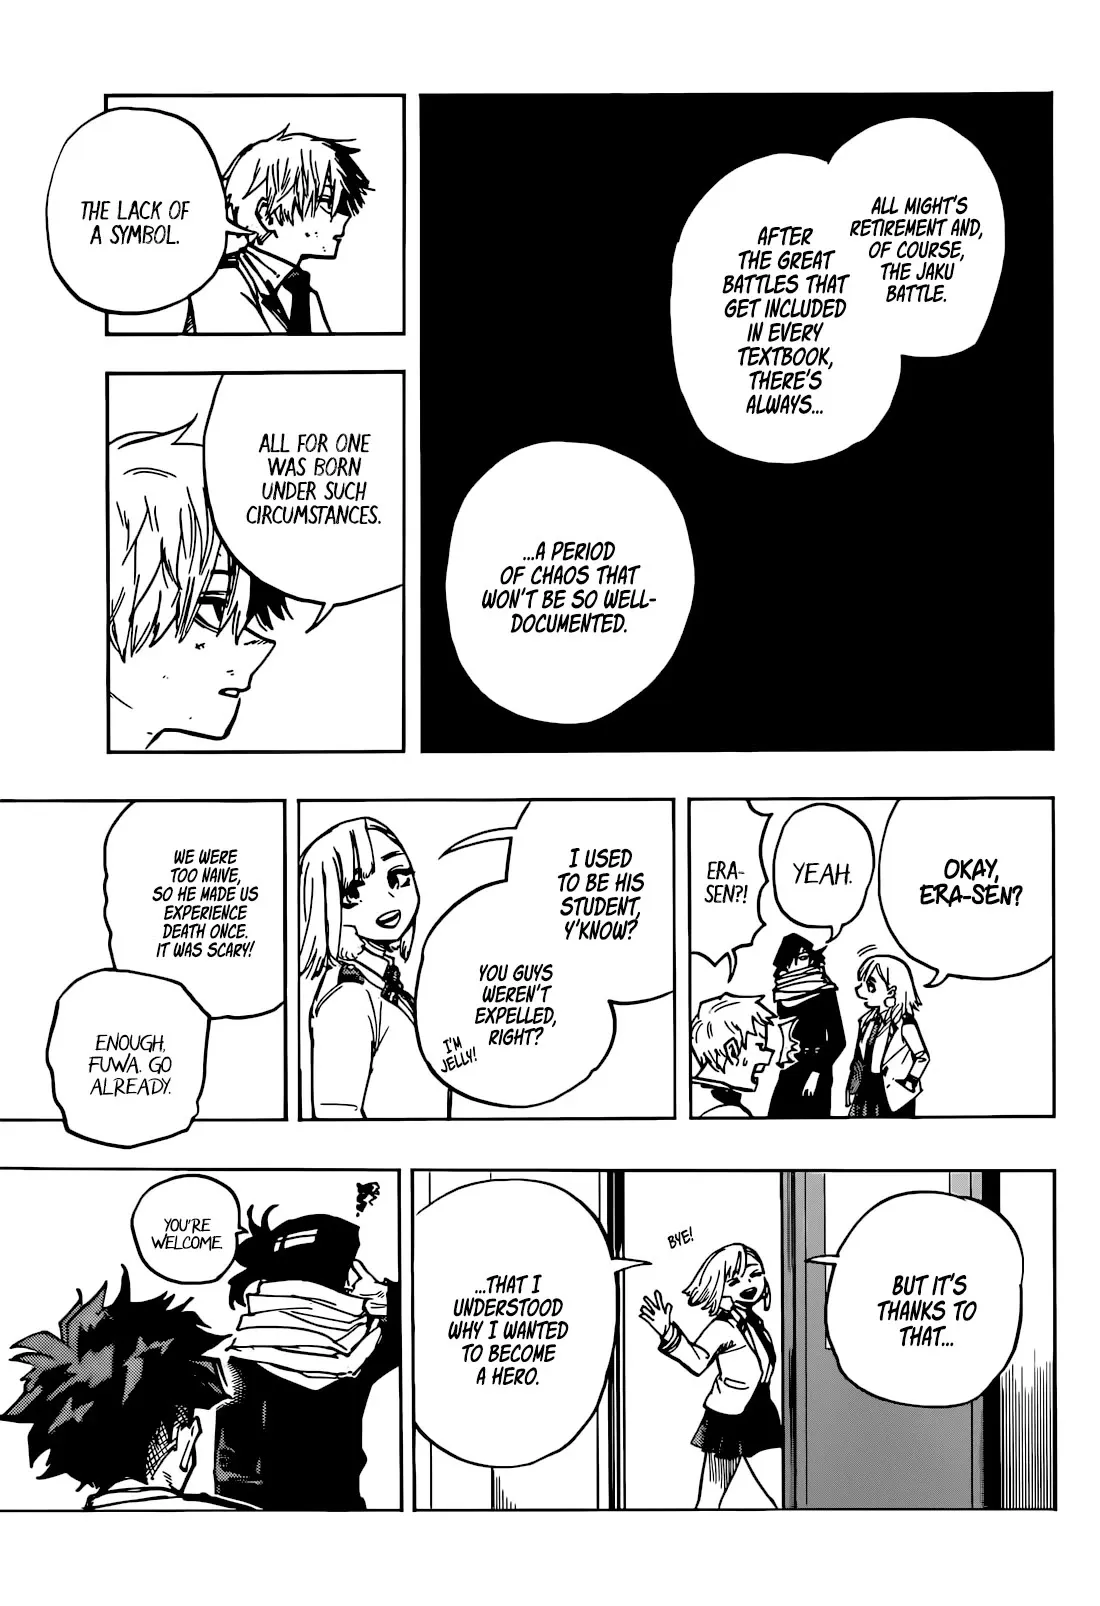 ALL MIGHT'S
RETIREMENT AND,
OF COURSE,
THE JAKU
BATTLE.
AFTER
THE GREAT
BATTLES THAT
GET INCLUDED
IN EVERY
TEXTBOOK,
THERE'S
ALWAYS...
...A PERIOD
OF CHAOS THAT
WON'T BE SO WELL-
DOCUMENTED.
THE LACK OF
A SYMBOL.
ALL FOR ONE
WAS BORN
UNDER SUCH
CIRCUMSTANCES.
OKAY,
ERA-SEN?
YEAH.
ERA-
SEN?!
I USED
TO BE HIS
STUDENT,
Y'KNOW?
YOU GUYS
WEREN'T
EXPELLED,
RIGHT?
I'M
JELLY!
WE WERE
TOO NAIVE,
SO HE MADE US
EXPERIENCE
DEATH ONCE.
IT WAS SCARY!
ENOUGH,
FUWA. GO
ALREADY.
BUT IT'S
THANKS TO
THAT...
BYE!
...THAT I
UNDERSTOOD
WHY I WANTED
TO BECOME
A HERO.
YOU'RE
WELCOME.